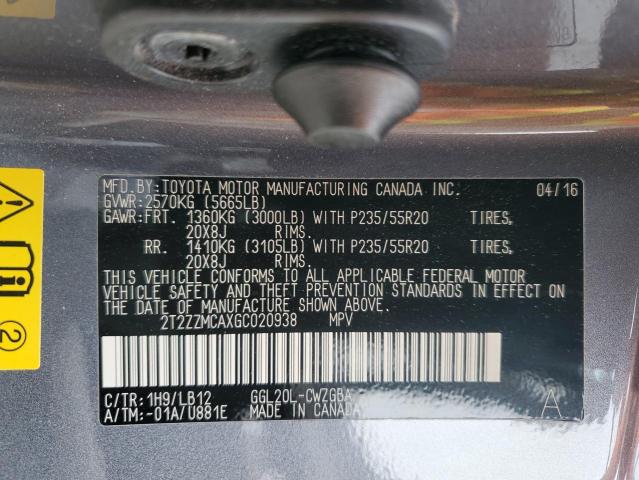 MFD.BY:TOYOTA MOTOR MANUFACTURING CANADA INC. 04/16
GVWR:2570KG (5665LB)
GAWR:FRT. 1360KG (3000LB) WITH P235/55R20 TIRES,
20X8J RIMS.
RR. 1410KG (3105LB) WITH P235/55R20 TIRES,
20X8J RIMS.
THIS VEHICLE CONFORMS TO ALL APPLICABLE FEDERAL MOTOR
VEHICLE SAFETY AND THEFT PREVENTION STANDARDS IN EFFECT ON
THE DATE OF MANUFACTURE SHOWN ABOVE.
2T2ZZMCAXGC020938 MPV
C/TR:1H9/LB12 GGL20L-CWZGBA
A/TM:-01A/U881E MADE IN CANADA
A
2